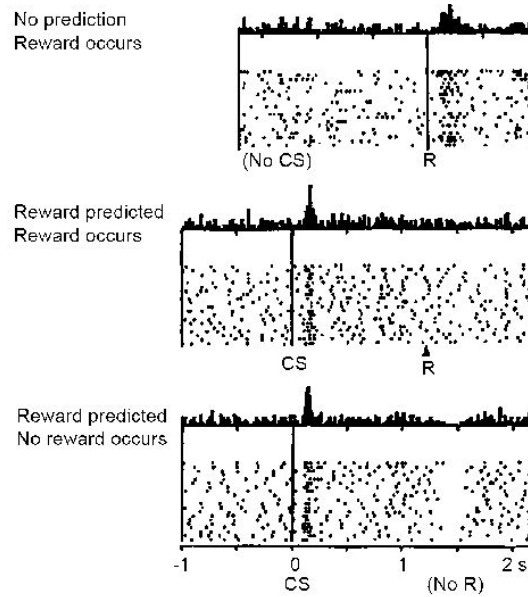 No prediction
Reward occurs
(No CS)
R
Reward predicted
Reward occurs
CS
R
Reward predicted
No reward occurs
-1
0
1
2 s
CS
(No R)